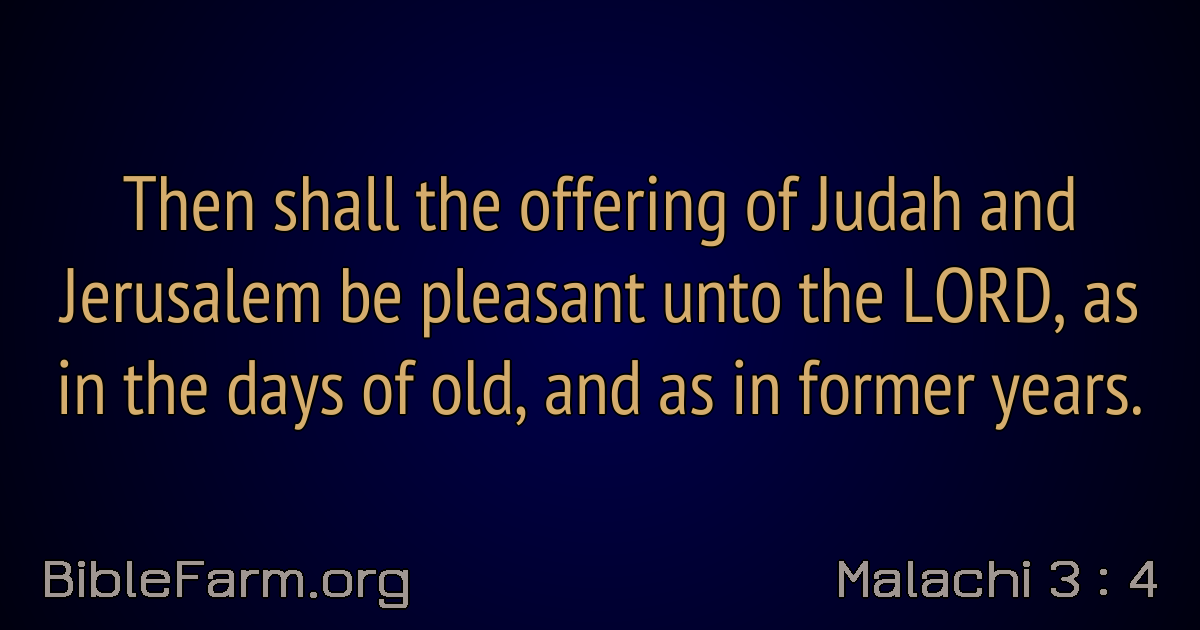 Then shall the offering of Judah and
Jerusalem be pleasant unto the LORD, as
in the days of old, and as in former years.
BibleFarm.org
Malachi 3 : 4